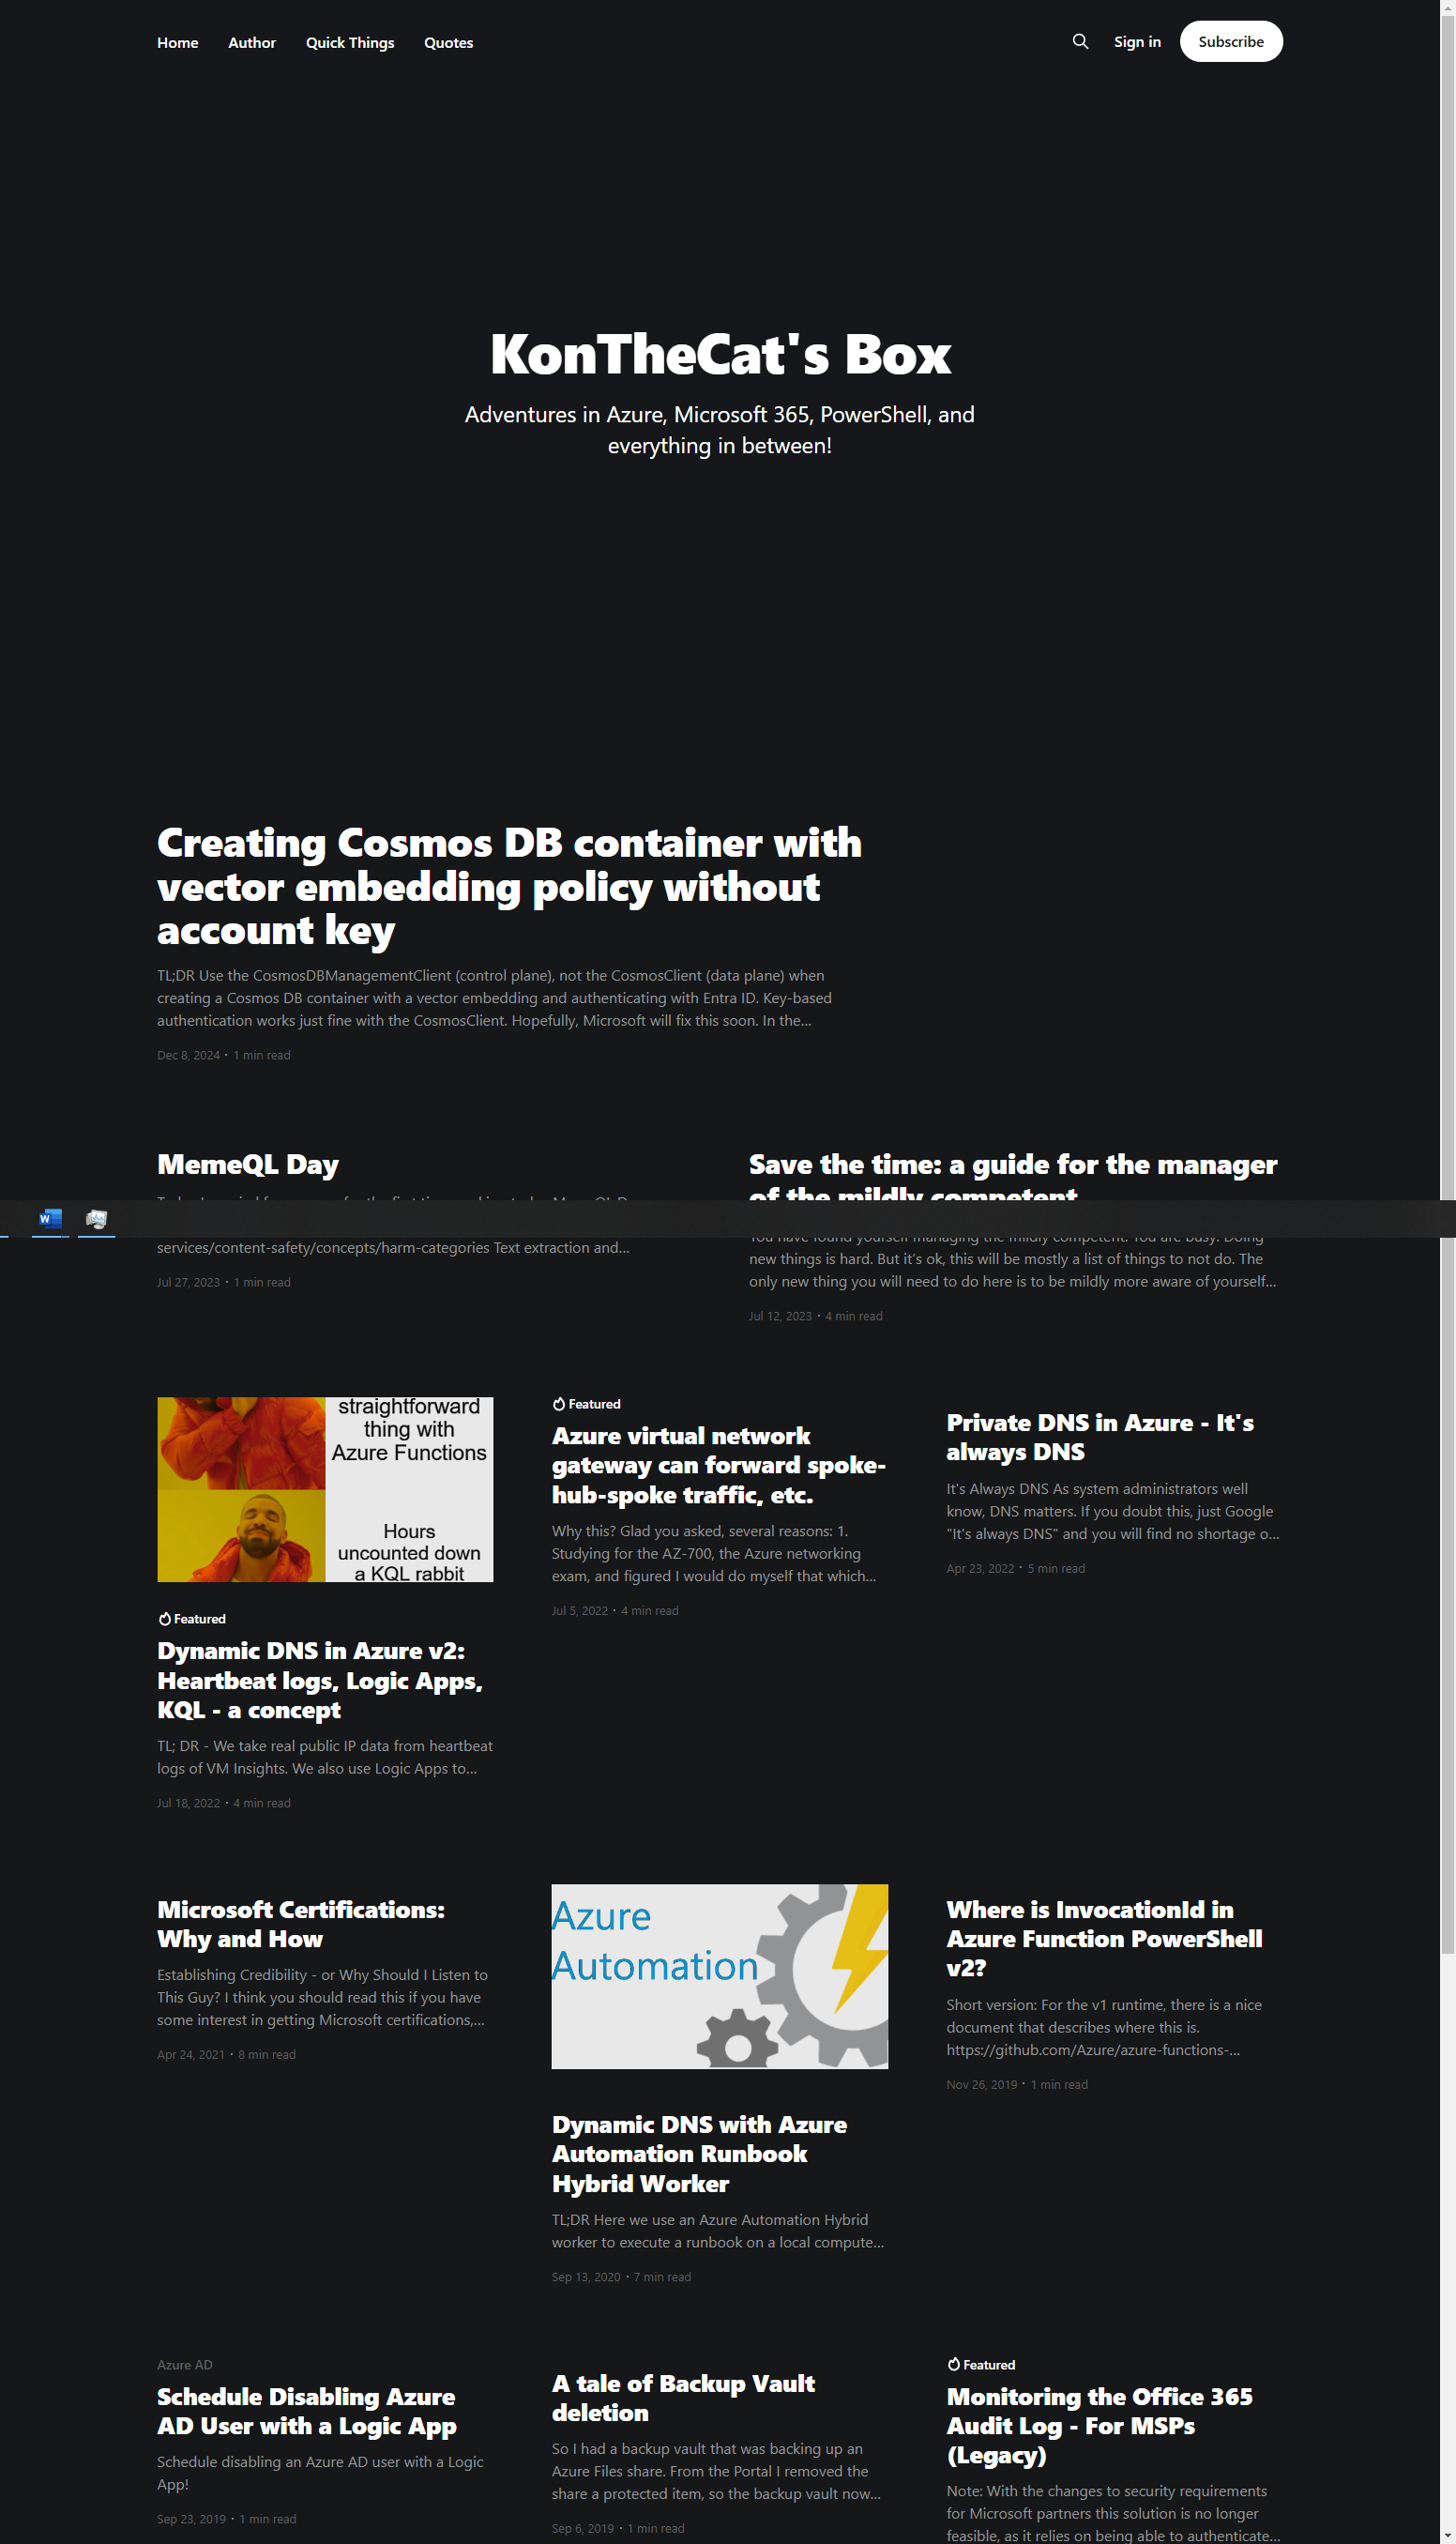 Home Author Quick Things Quotes Sign in Subscribe
KonTheCat's Box
Adventures in Azure, Microsoft 365, PowerShell, and
everything in between!
Creating Cosmos DB container with
vector embedding policy without
account key
TL;DR Use the CosmosDBManagementClient (control plane), not the CosmosClient (data plane) when
creating a Cosmos DB container with a vector embedding and authenticating with Entra ID. Key-based
authentication works just fine with the CosmosClient. Hopefully, Microsoft will fix this soon. In the...
Dec 8, 2024 • 1 min read
MemeQL Day
services/content-safety/concepts/harm-categories Text extraction and...
Jul 27, 2023 • 1 min read
Save the time: a guide for the manager
of the mildly competent
You have found yourself managing the mildly competent. You are busy. Doing
new things is hard. But it's ok, this will be mostly a list of things to not do. The
only new thing you will need to do here is to be mildly more aware of yourself...
Jul 12, 2023 • 4 min read
straightforward
thing with
Azure Functions
Hours
uncounted down
a KQL rabbit
Featured
Dynamic DNS in Azure v2:
Heartbeat logs, Logic Apps,
KQL - a concept
TL; DR - We take real public IP data from heartbeat
logs of VM Insights. We also use Logic Apps to...
Jul 18, 2022 • 4 min read
Featured
Azure virtual network
gateway can forward spoke-
hub-spoke traffic, etc.
Why this? Glad you asked, several reasons: 1.
Studying for the AZ-700, the Azure networking
exam, and figured I would do myself that which...
Jul 5, 2022 • 4 min read
Private DNS in Azure - It's
always DNS
It's Always DNS As system administrators well
know, DNS matters. If you doubt this, just Google
"It's always DNS" and you will find no shortage o...
Apr 23, 2022 • 5 min read
Microsoft Certifications:
Why and How
Establishing Credibility - or Why Should I Listen to
This Guy? I think you should read this if you have
some interest in getting Microsoft certifications,...
Apr 24, 2021 • 8 min read
Azure
Automation
Dynamic DNS with Azure
Automation Runbook
Hybrid Worker
TL;DR Here we use an Azure Automation Hybrid
worker to execute a runbook on a local compute...
Sep 13, 2020 • 7 min read
Where is InvocationId in
Azure Function PowerShell
v2?
Short version: For the v1 runtime, there is a nice
document that describes where this is.
https://github.com/Azure/azure-functions-...
Nov 26, 2019 • 1 min read
Azure AD
Schedule Disabling Azure
AD User with a Logic App
Schedule disabling an Azure AD user with a Logic
App!
Sep 23, 2019 • 1 min read
A tale of Backup Vault
deletion
So I had a backup vault that was backing up an
Azure Files share. From the Portal I removed the
share a protected item, so the backup vault now...
Sep 6, 2019 • 1 min read
Featured
Monitoring the Office 365
Audit Log - For MSPs
(Legacy)
Note: With the changes to security requirements
for Microsoft partners this solution is no longer
feasible, as it relies on being able to authenticate...